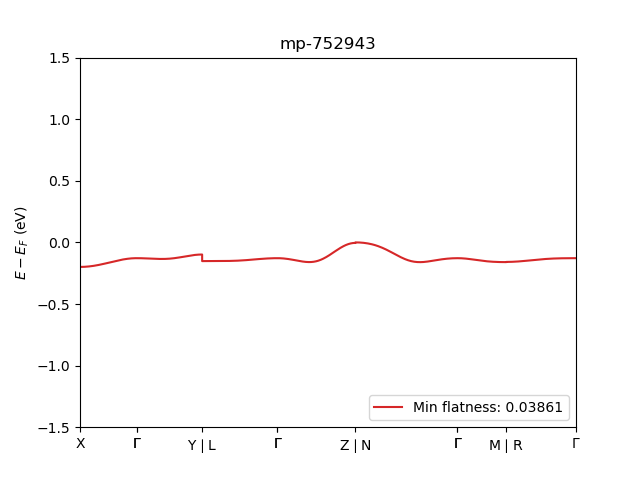 mp-752943
E − E_F (eV)
1.5
1.0
0.5
0.0
−0.5
−1.0
−1.5
Min flatness: 0.03861
X Γ Y | L Γ Z | N Γ M | R Γ